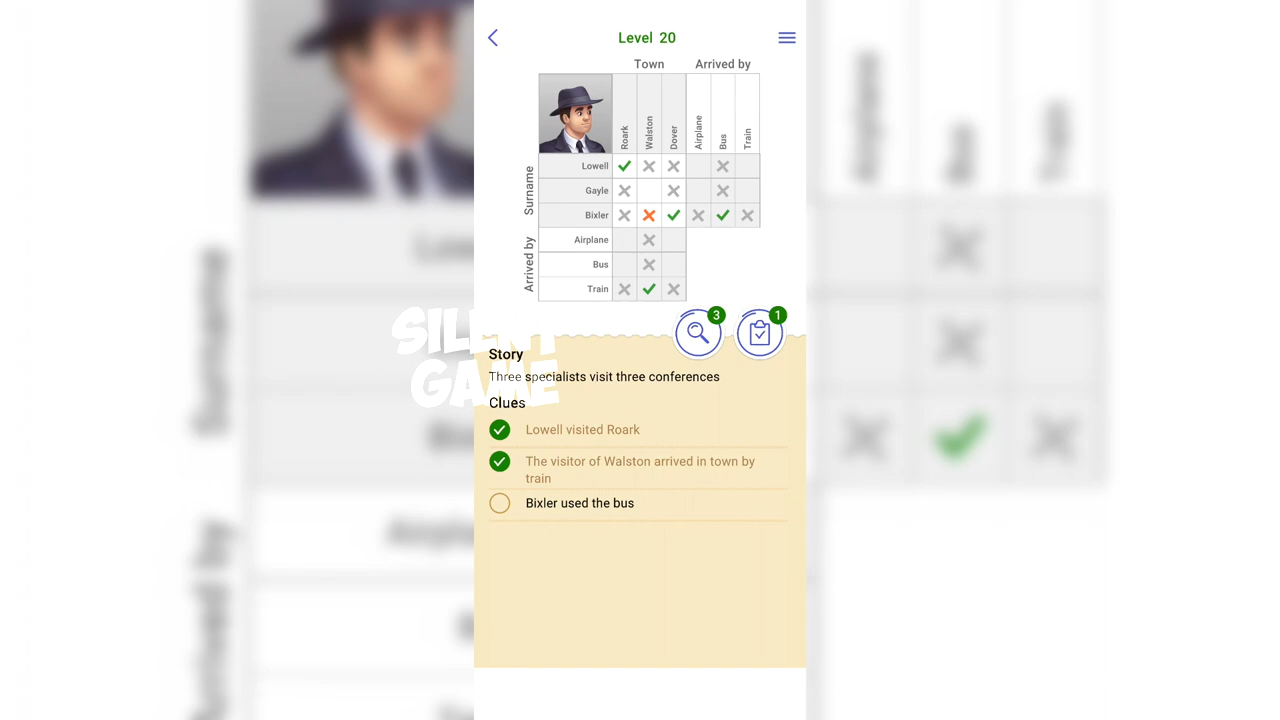 Level 20
Town
Arrived by
Roark
Walston
Dover
Airplane
Bus
Train
Surname
Lowell
Gayle
Bixler
Arrived by
Airplane
Bus
Train
3
1
SILENT
GAME
Story
Three specialists visit three conferences
Clues
Lowell visited Roark
The visitor of Walston arrived in town by
train
Bixler used the bus